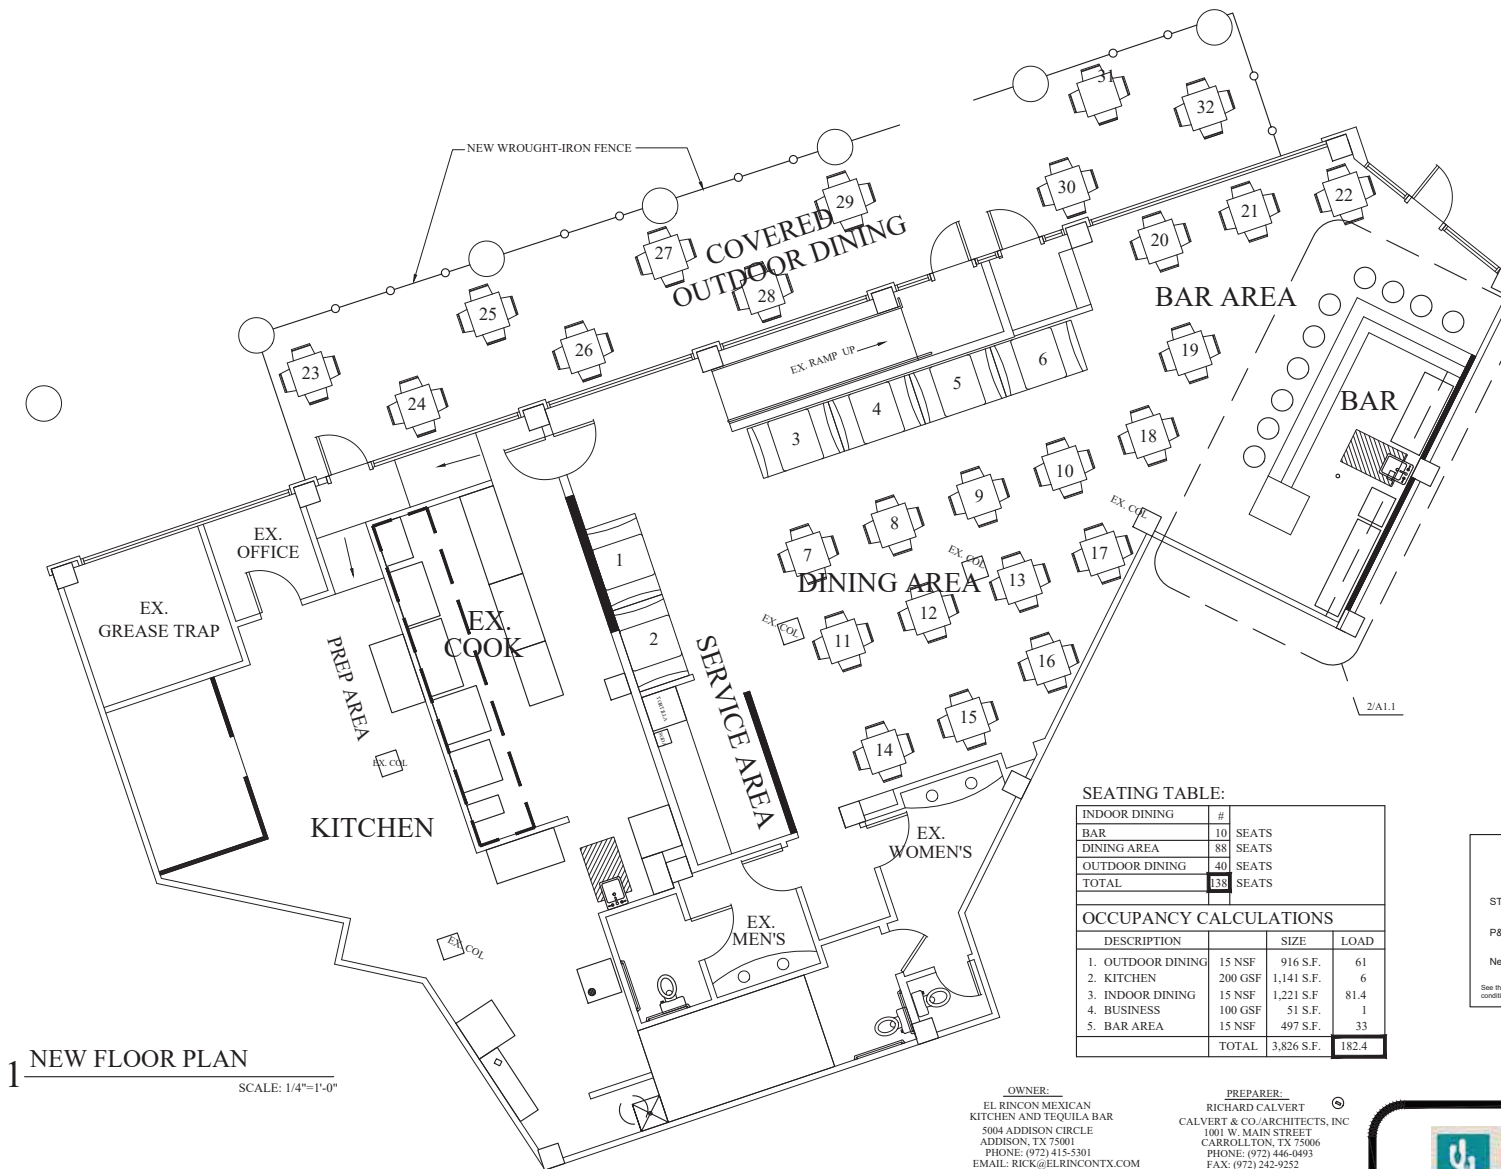 31
32
NEW WROUGHT-IRON FENCE
30
29
22
21
20
COVERED
OUTDOOR DINING
27
28
25
26
BAR AREA
23
24
EX. RAMP UP
6
5
4
3
19
BAR
18
10
9
8
7
EX. COL
EX.
OFFICE
1
EX. COL
17
13
DINING AREA
12
EX.
GREASE TRAP
EX.
COOK
2
EX. COL
11
16
PREP AREA
SERVICE AREA
TORTILLA
15
14
2/A1.1
EX. COL
KITCHEN
EX.
WOMEN'S
EX.
MEN'S
EX. COL
SEATING TABLE:
INDOOR DINING #
BAR 10 SEATS
DINING AREA 88 SEATS
OUTDOOR DINING 40 SEATS
TOTAL 138 SEATS
OCCUPANCY CALCULATIONS
DESCRIPTION SIZE LOAD
1. OUTDOOR DINING 15 NSF 916 S.F. 61
2. KITCHEN 200 GSF 1,141 S.F. 6
3. INDOOR DINING 15 NSF 1,221 S.F 81.4
4. BUSINESS 100 GSF 51 S.F. 1
5. BAR AREA 15 NSF 497 S.F. 33
TOTAL 3,826 S.F. 182.4
ST
P&
Ne
See th
conditi
1 NEW FLOOR PLAN
SCALE: 1/4"=1'-0"
OWNER:
EL RINCON MEXICAN
KITCHEN AND TEQUILA BAR
5004 ADDISON CIRCLE
ADDISON, TX 75001
PHONE: (972) 415-5301
EMAIL: RICK@ELRINCONTX.COM
PREPARER:
RICHARD CALVERT
CALVERT & CO./ARCHITECTS, INC
1001 W. MAIN STREET
CARROLLTON, TX 75006
PHONE: (972) 446-0493
FAX: (972) 242-9252